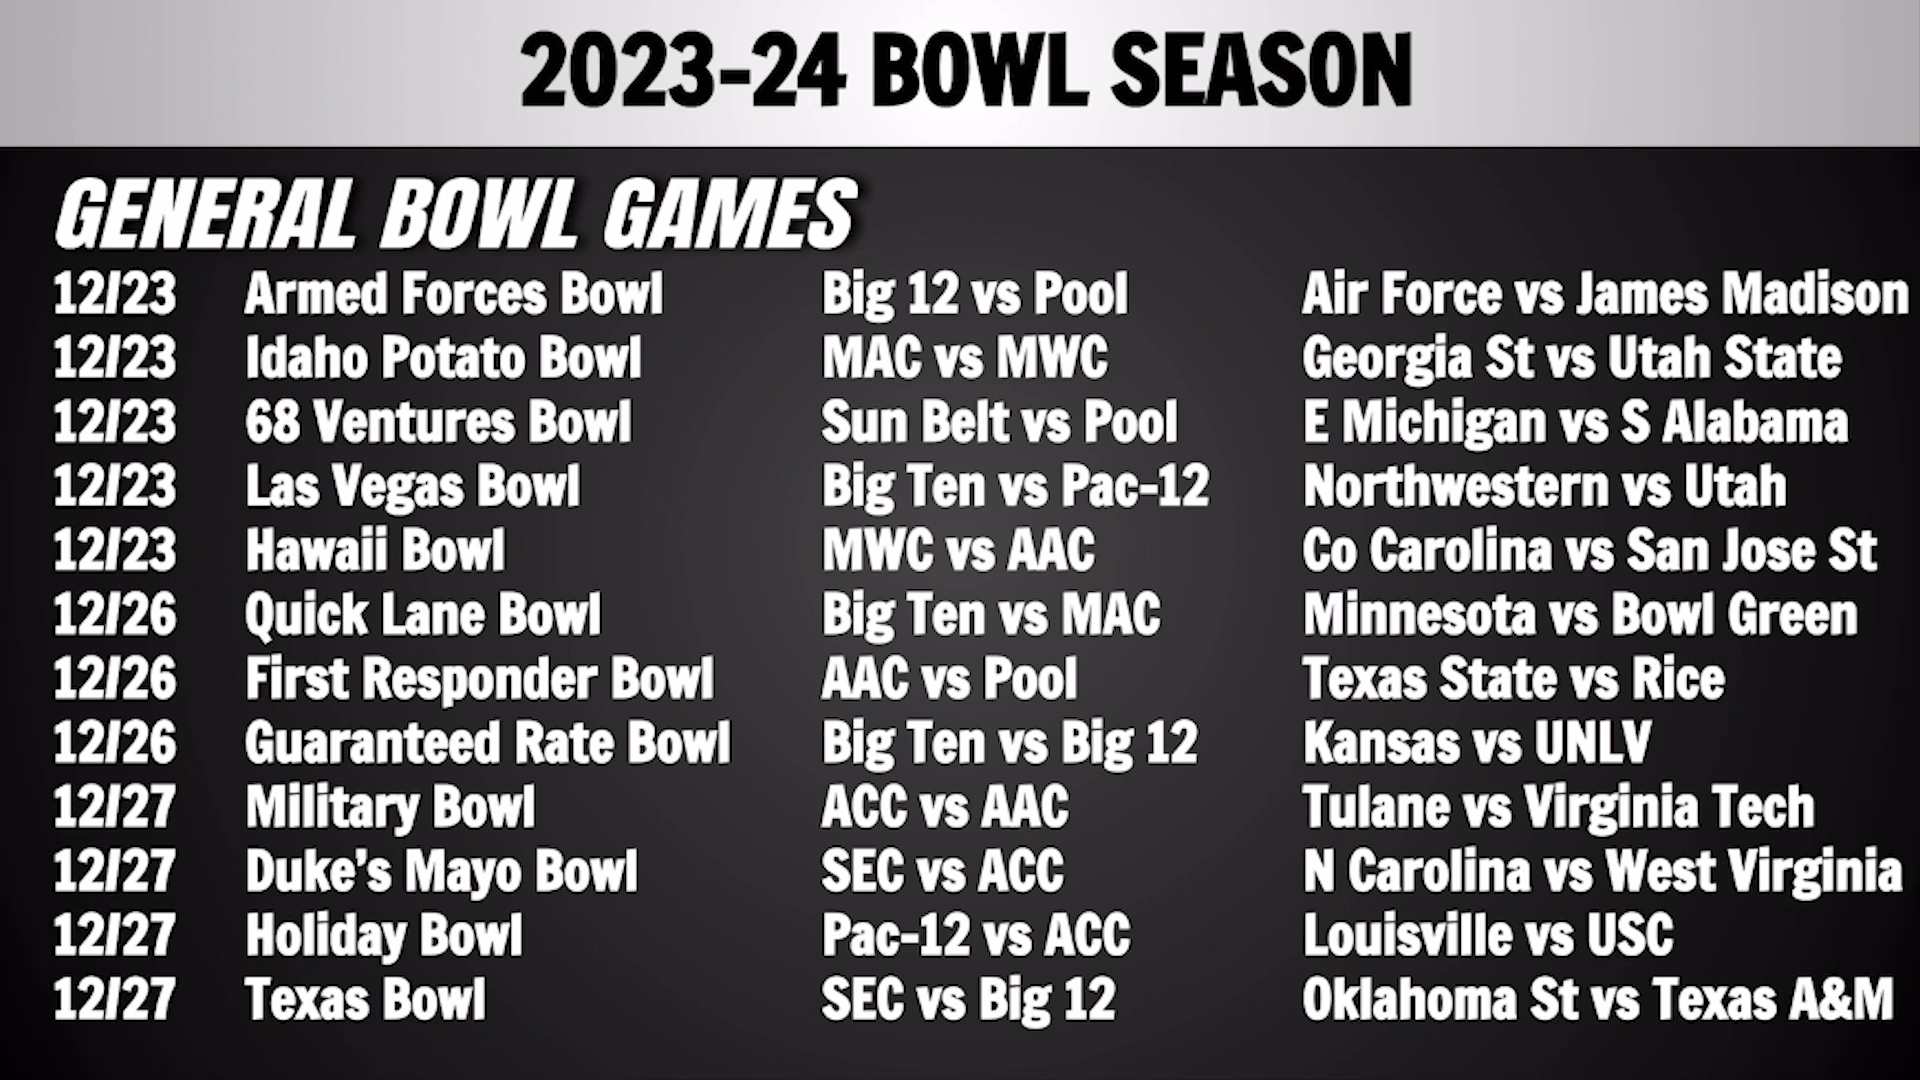 2023-24 BOWL SEASON
GENERAL BOWL GAMES
12/23 Armed Forces Bowl Big 12 vs Pool Air Force vs James Madison
12/23 Idaho Potato Bowl MAC vs MWC Georgia St vs Utah State
12/23 68 Ventures Bowl Sun Belt vs Pool E Michigan vs S Alabama
12/23 Las Vegas Bowl Big Ten vs Pac-12 Northwestern vs Utah
12/23 Hawaii Bowl MWC vs AAC Co Carolina vs San Jose St
12/26 Quick Lane Bowl Big Ten vs MAC Minnesota vs Bowl Green
12/26 First Responder Bowl AAC vs Pool Texas State vs Rice
12/26 Guaranteed Rate Bowl Big Ten vs Big 12 Kansas vs UNLV
12/27 Military Bowl ACC vs AAC Tulane vs Virginia Tech
12/27 Duke’s Mayo Bowl SEC vs ACC N Carolina vs West Virginia
12/27 Holiday Bowl Pac-12 vs ACC Louisville vs USC
12/27 Texas Bowl SEC vs Big 12 Oklahoma St vs Texas A&M